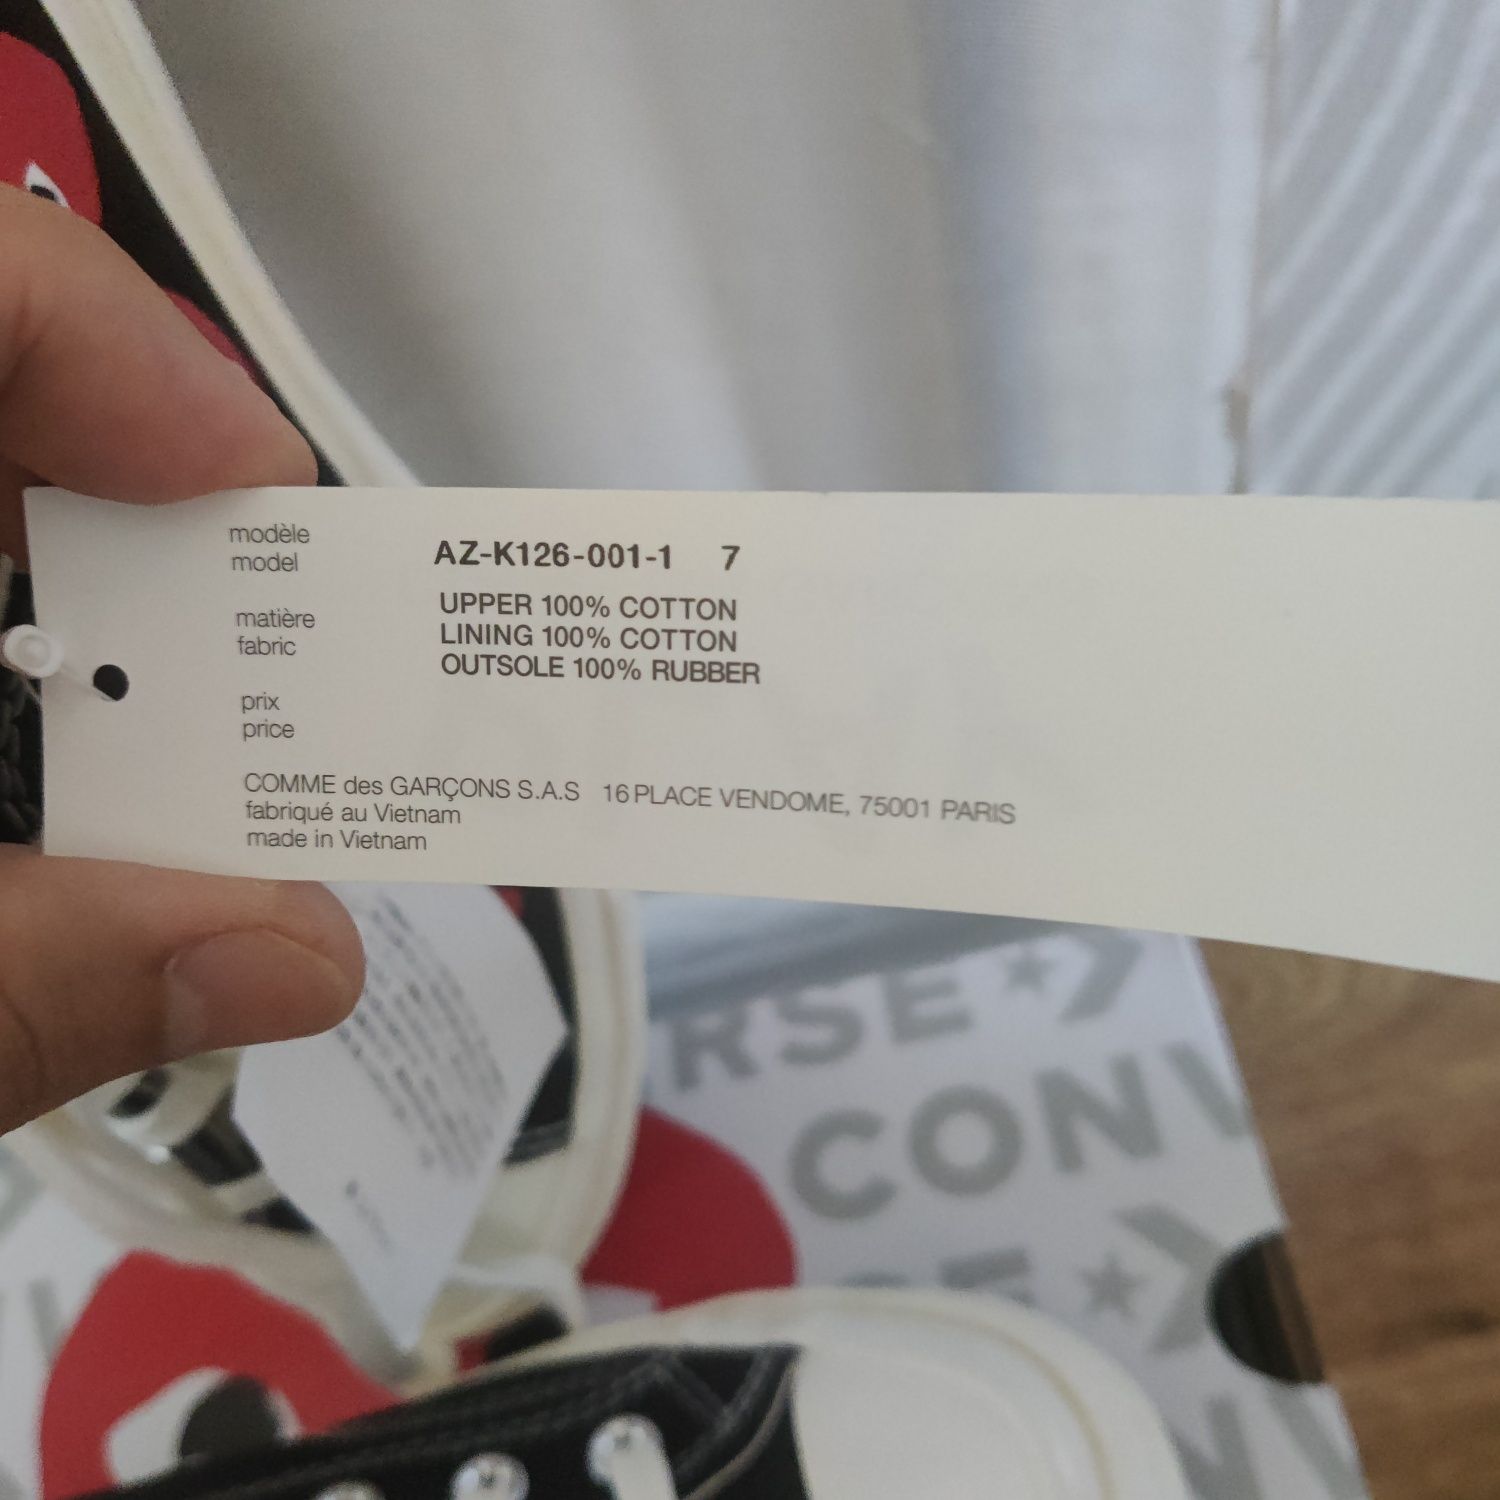 modèle
model
AZ-K126-001-1 7
matière
fabric
UPPER 100% COTTON
LINING 100% COTTON
OUTSOLE 100% RUBBER
prix
price
COMME des GARÇONS S.A.S 16 PLACE VENDOME, 75001 PARIS
fabriqué au Vietnam
made in Vietnam
RSE
CONV
SE